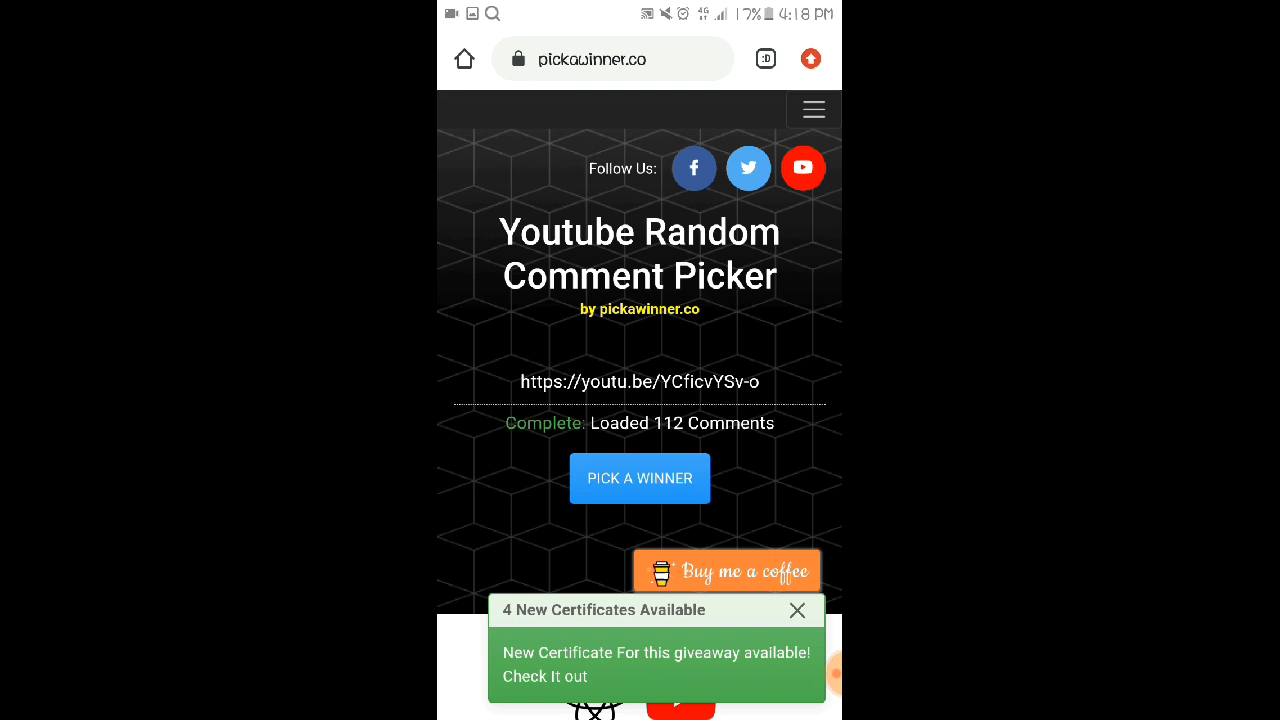 4G 17% 4:18 PM
pickawinner.co :D
Follow Us:
Youtube Random
Comment Picker
by pickawinner.co
https://youtu.be/YCficvYSv-o
Complete: Loaded 112 Comments
PICK A WINNER
Buy me a coffee
4 New Certificates Available
New Certificate For this giveaway available!
Check It out